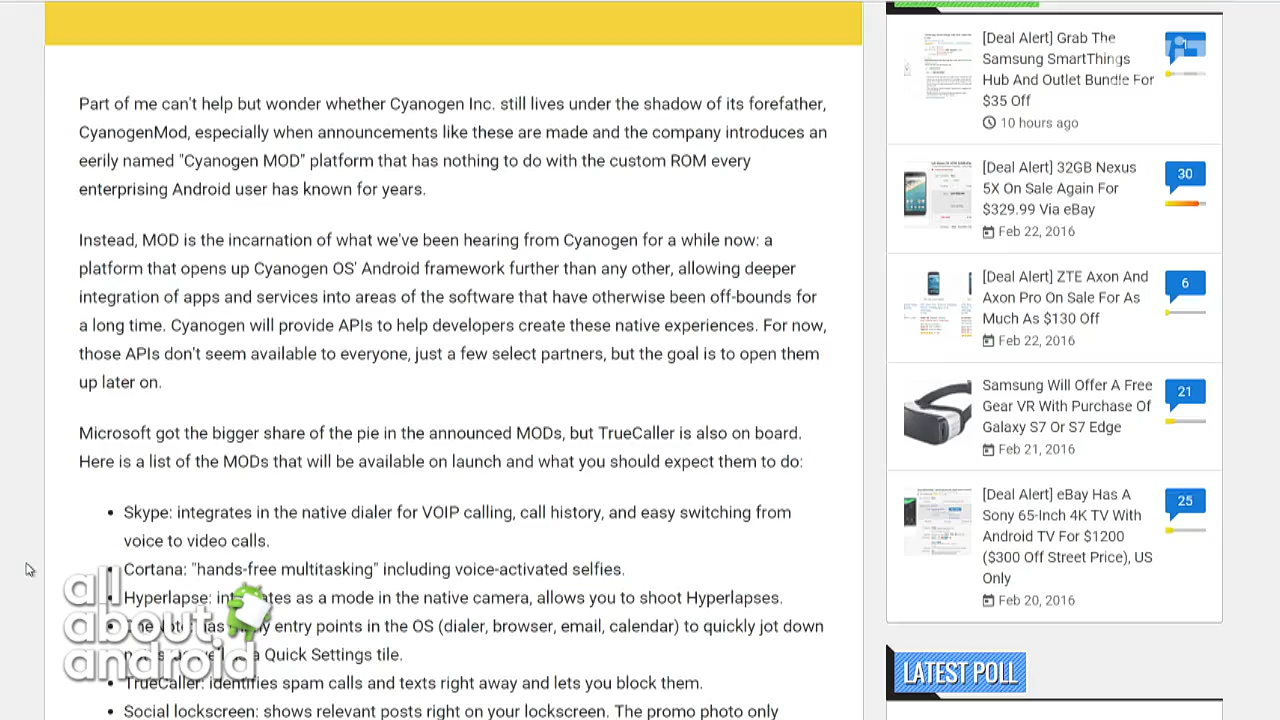 Part of me can't help but wonder whether Cyanogen Inc. still lives under the shadow of its forefather,
CyanogenMod, especially when announcements like these are made and the company introduces an
eerily named "Cyanogen MOD" platform that has nothing to do with the custom ROM every
enterprising Android user has known for years.
Instead, MOD is the incarnation of what we've been hearing from Cyanogen for a while now: a
platform that opens up Cyanogen OS' Android framework further than any other, allowing deeper
integration of apps and services into areas of the software that have otherwise been off-bounds for
a long time. Cyanogen is providing APIs to let developers create these native experiences. For now,
those APIs don't seem available to everyone, just a few select partners, but the goal is to open them
up later on.
Microsoft got the bigger share of the pie in the announced MODs, but TrueCaller is also on board.
Here is a list of the MODs that will be available on launch and what you should expect them to do:
• Skype: integration in the native dialer for VOIP calling, call history, and easy switching from
to video calls.
• Cortana: "hands-free multitasking" including voice-activated selfies.
Hyperlapse: integrates as a mode in the native camera, allows you to shoot Hyperlapses.
entry points in the OS (dialer, browser, email, calendar) to quickly jot down
a Quick Settings tile.
• TrueCaller: identifies spam calls and texts right away and lets you block them.
• Social lockscreen: shows relevant posts right on your lockscreen. The promo photo only
all
about
android
[Deal Alert] Grab The
Samsung SmartThings
Hub And Outlet Bundle For
$35 Off
10 hours ago
[Deal Alert] 32GB Nexus
5X On Sale Again For
$329.99 Via eBay
Feb 22, 2016
30
[Deal Alert] ZTE Axon And
Axon Pro On Sale For As
Much As $130 Off
Feb 22, 2016
6
Samsung Will Offer A Free
Gear VR With Purchase Of
Galaxy S7 Or S7 Edge
Feb 21, 2016
21
[Deal Alert] eBay Has A
Sony 65-Inch 4K TV With
Android TV For $1200
($300 Off Street Price), US
Only
Feb 20, 2016
25
LATEST POLL